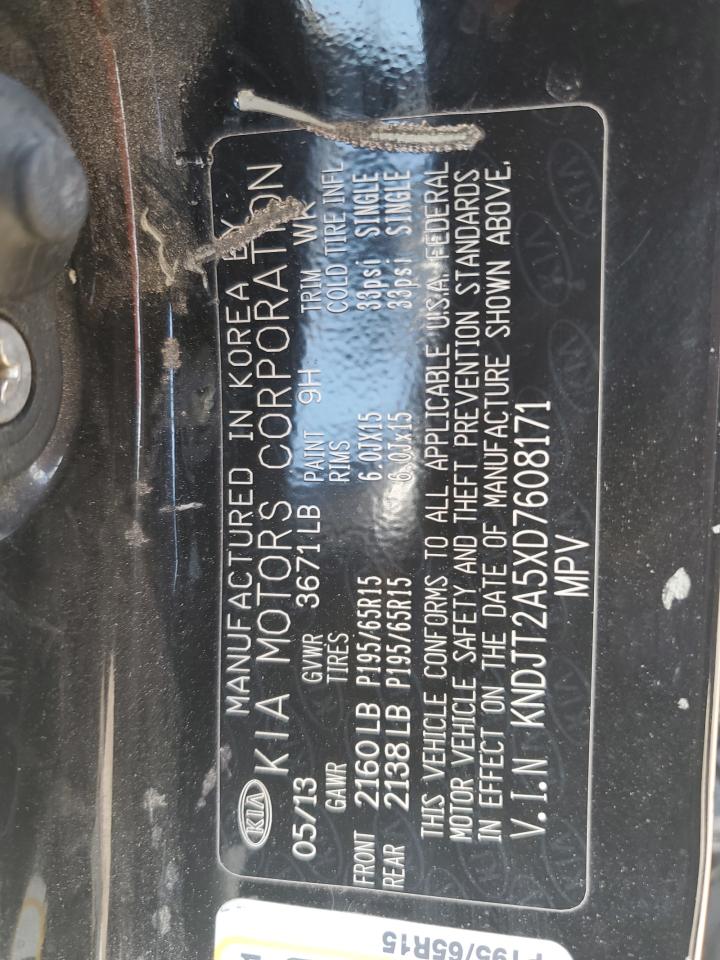 KIA MANUFACTURED IN KOREA BY
KIA MOTORS CORPORATION
05/13 GVWR 3671LB PAINT 9H TRIM WK
GAWR TIRES RIMS COLD TIRE INFL
FRONT 2160LB P195/65R15 6.0JX15 33psi SINGLE
REAR 2138LB P195/65R15 6.0Jx15 33psi SINGLE
THIS VEHICLE CONFORMS TO ALL APPLICABLE U.S.A. FEDERAL
MOTOR VEHICLE SAFETY AND THEFT PREVENTION STANDARDS
IN EFFECT ON THE DATE OF MANUFACTURE SHOWN ABOVE.
V.I.N KNDJT2A5XD7608171
MPV
P195/65R15